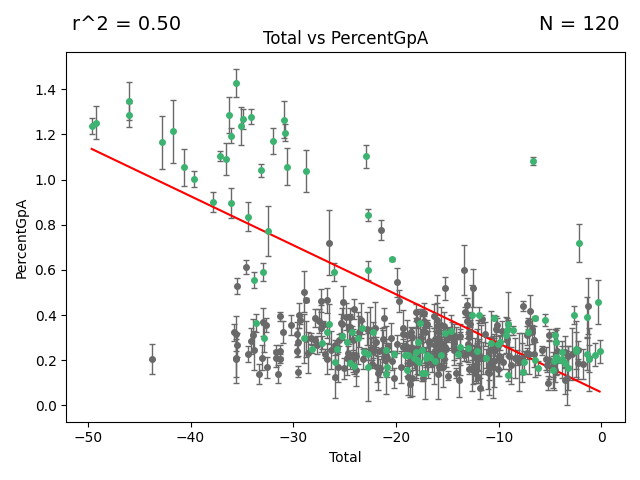 r^2 = 0.50
N = 120
Total vs PercentGpA
PercentGpA
1.4
1.2
1.0
0.8
0.6
0.4
0.2
0.0
−50 −40 −30 −20 −10 0
Total